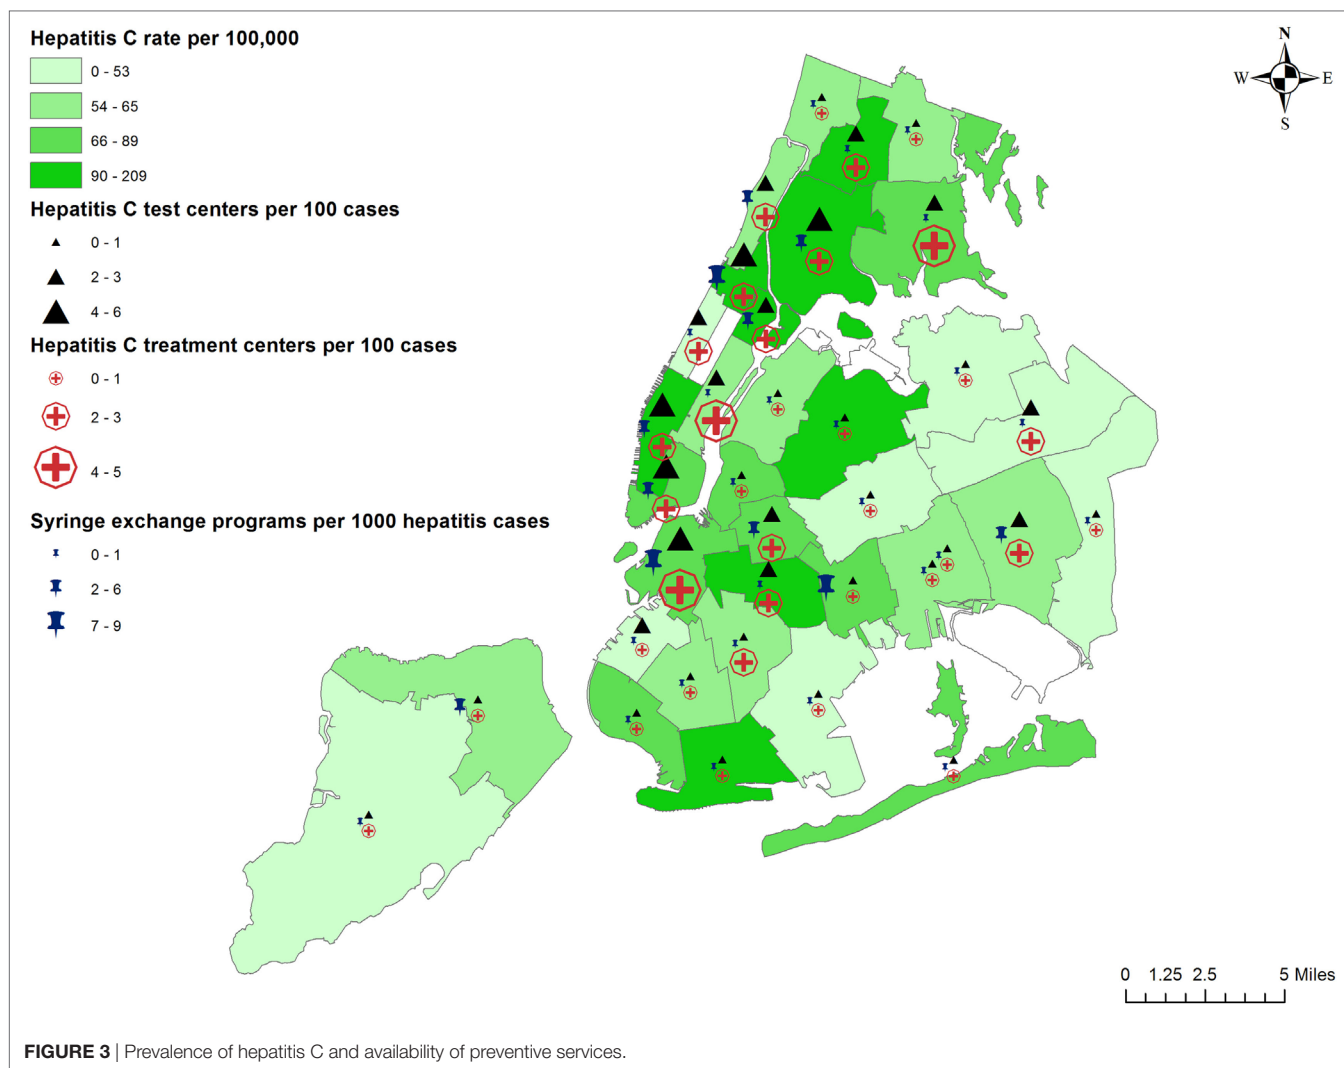 Hepatitis C rate per 100,000
0 - 53
54 - 65
66 - 89
90 - 209
Hepatitis C test centers per 100 cases
0 - 1
2 - 3
4 - 6
Hepatitis C treatment centers per 100 cases
0 - 1
2 - 3
4 - 5
Syringe exchange programs per 1000 hepatitis cases
0 - 1
2 - 6
7 - 9
N
W E
S
0 1.25 2.5 5 Miles
FIGURE 3 | Prevalence of hepatitis C and availability of preventive services.